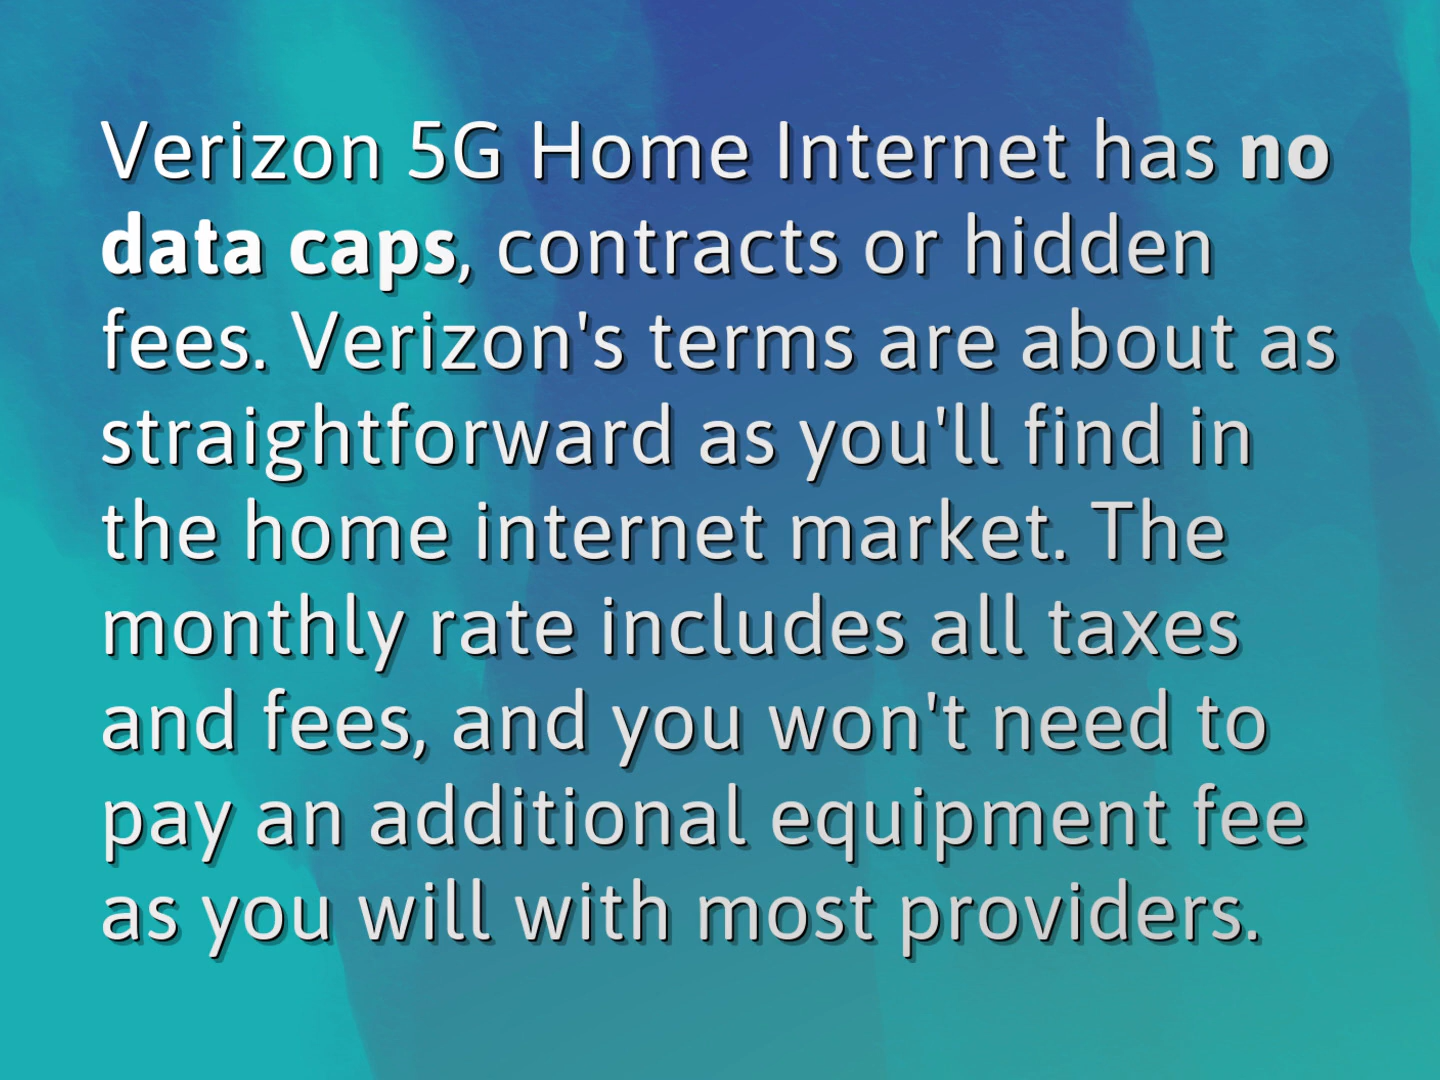 Verizon 5G Home Internet has no
data caps, contracts or hidden
fees. Verizon's terms are about as
straightforward as you'll find in
the home internet market. The
monthly rate includes all taxes
and fees, and you won't need to
pay an additional equipment fee
as you will with most providers.